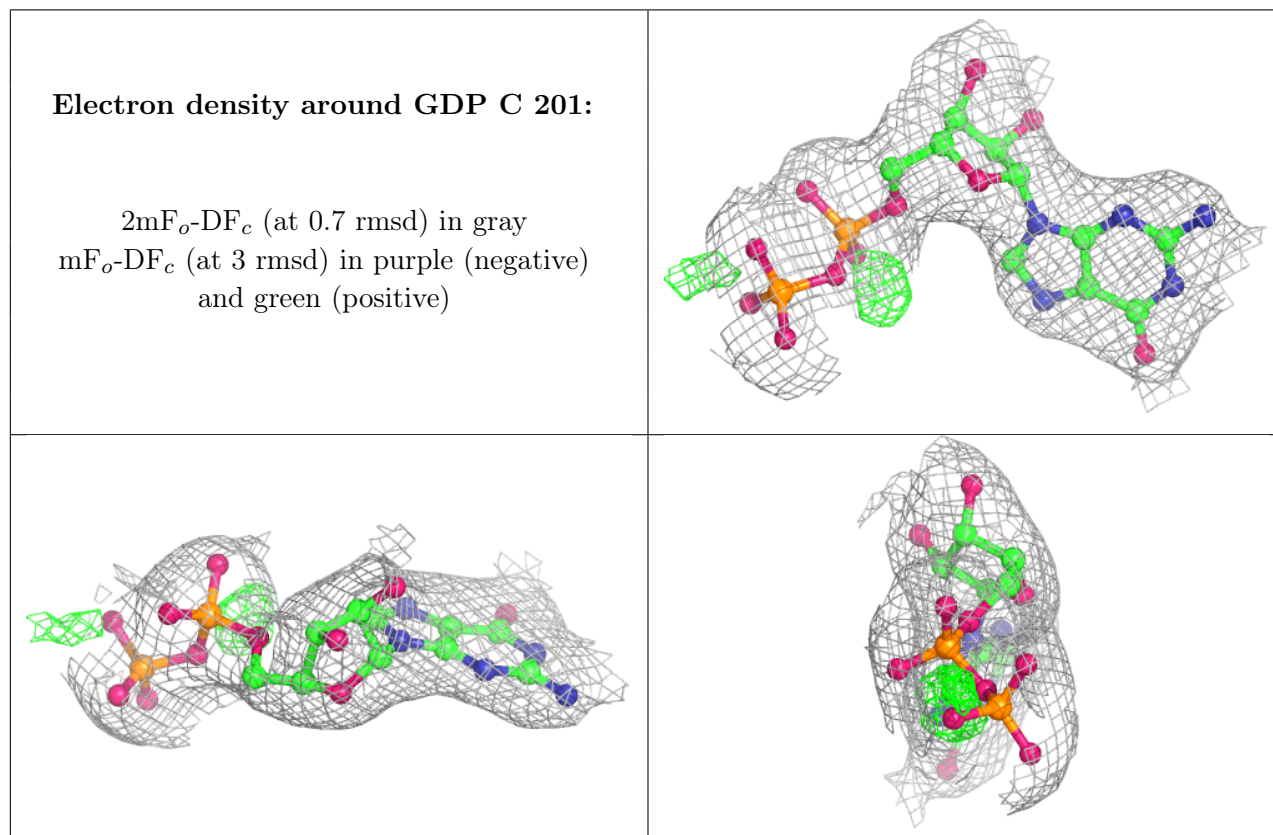 Electron density around GDP C 201:
2mFo-DFc (at 0.7 rmsd) in gray
mFo-DFc (at 3 rmsd) in purple (negative)
and green (positive)